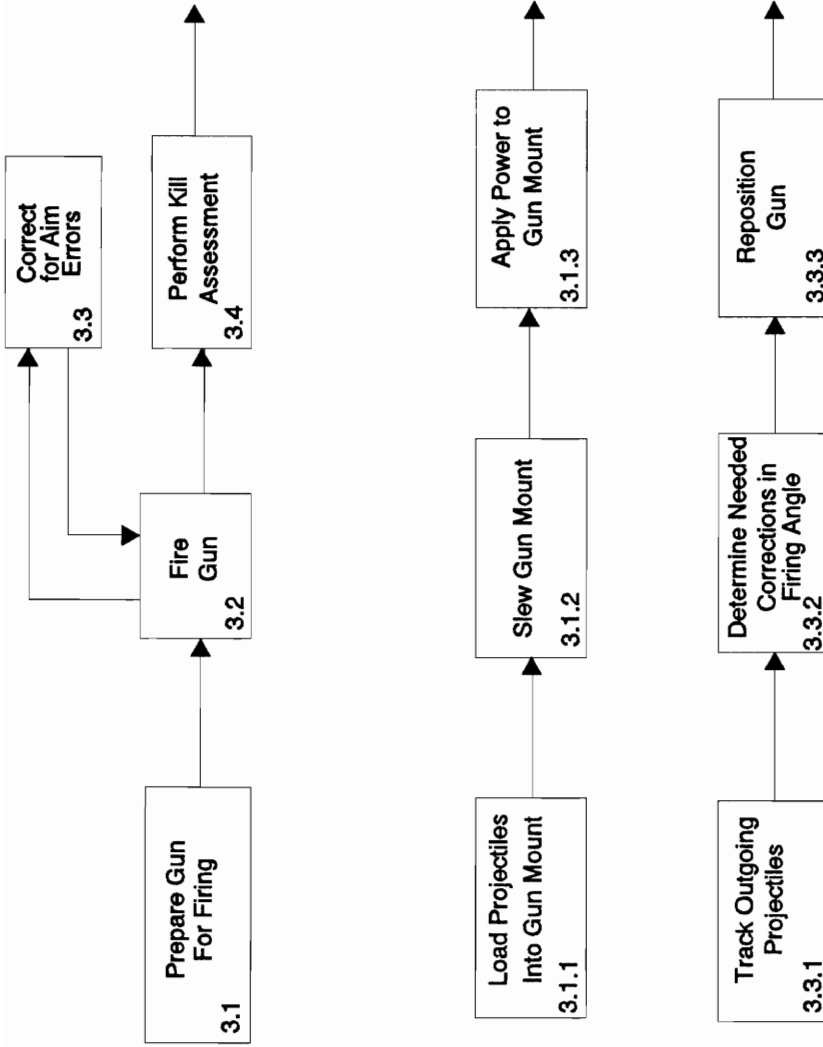 Prepare Gun
For Firing
3.1
Fire
Gun
3.2
Correct
for Aim
Errors
3.3
Perform Kill
Assessment
3.4
Load Projectiles
Into Gun Mount
3.1.1
Slew Gun Mount
3.1.2
Apply Power to
Gun Mount
3.1.3
Track Outgoing
Projectiles
3.3.1
Determine Needed
Corrections in
Firing Angle
3.3.2
Reposition
Gun
3.3.3